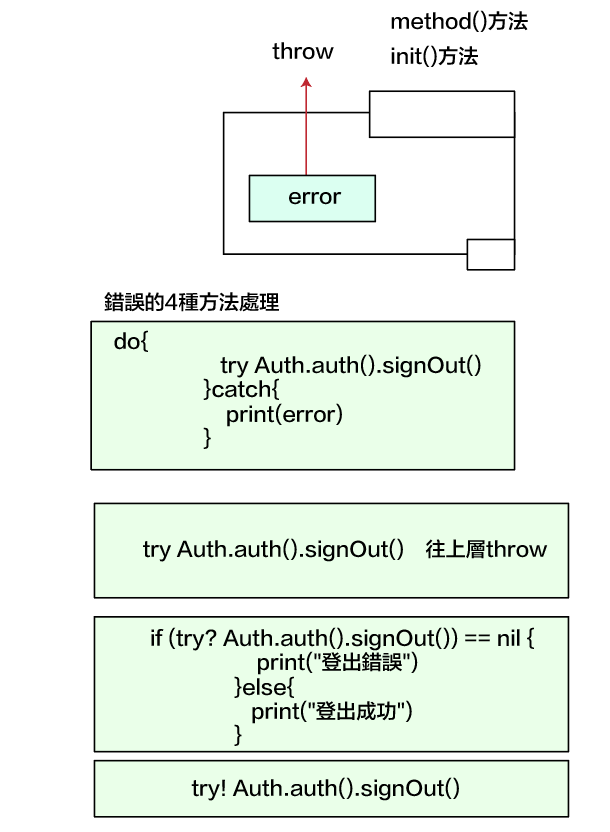 method()方法
init()方法
throw
error
錯誤的4種方法處理
do{
try Auth.auth().signOut()
}catch{
print(error)
}
try Auth.auth().signOut() 往上層throw
if (try? Auth.auth().signOut()) == nil {
print("登出錯誤")
}else{
print("登出成功")
}
try! Auth.auth().signOut()